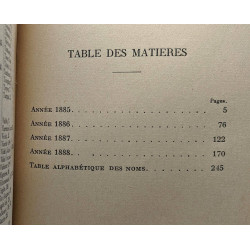 TABLE DES MATIERES
Pages.
ANNÉE 1885. . . . . . . . . . . . . 5
ANNÉE 1886. . . . . . . . . . . . . 76
ANNÉE 1887. . . . . . . . . . . . . 122
ANNÉE 1888. . . . . . . . . . . . . 170
TABLE ALPHABÉTIQUE DES NOMS. . . . . . 245